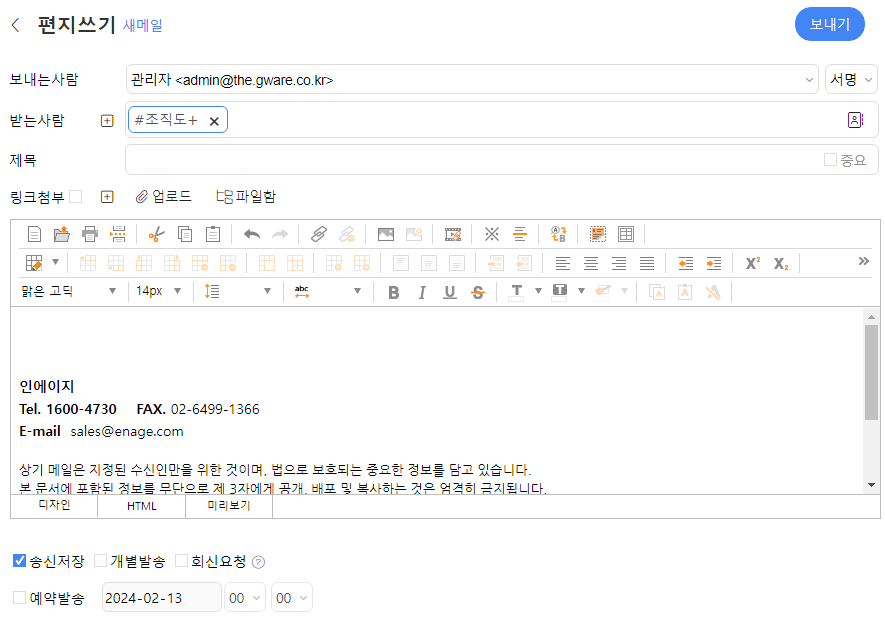 편지쓰기 새메일 보내기
보내는사람 관리자 <admin@the.gware.co.kr> 서명
받는사람 #조직도+
제목 중요
링크첨부 업로드 파일함
맑은 고딕 14px abc B I U S T T
인에이지
Tel. 1600-4730 FAX. 02-6499-1366
E-mail sales@enage.com
상기 메일은 지정된 수신인만을 위한 것이며, 법으로 보호되는 중요한 정보를 담고 있습니다.
본 문서에 포함된 정보를 무단으로 제 3자에게 공개, 배포 및 복사하는 것은 엄격히 금지됩니다.
디자인 HTML 미리보기
송신저장 개별발송 회신요청
예약발송 2024-02-13 00 00